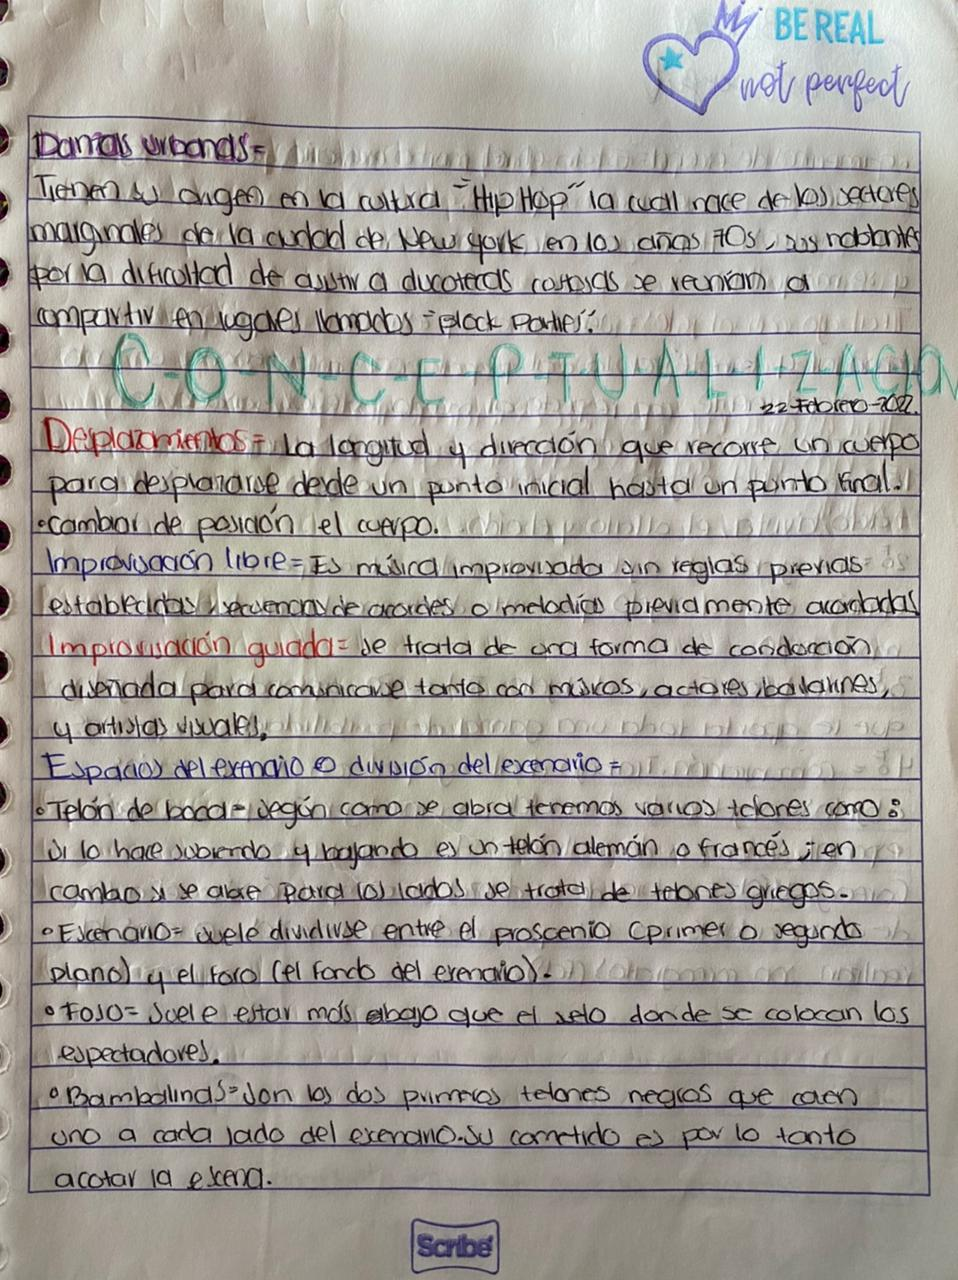 BE REAL
not perfect
Danzas urbanas=
Tienen su origen en la cultura "HipHop" la cual nace de los sectores
marginales de la ciudad de New york en los años 70s, sus habitantes
por la dificultad de asistir a discotecas costosas se reunian a
compartir en lugares llamados "Block Parties".
C-O-N-C-E-P-T-U-A-L-I-Z-A-C-I-O-N
22-Febrero-2022.
Desplazamientos= La longitud y dirección que recorre un cuerpo
para desplazarse desde un punto inicial hasta un punto final.
•cambiar de posición el cuerpo.
Improvisación libre= Es música improvisada sin reglas previas
establecidas, secuencias de acordes o melodías previamente acordadas
Improvisación guiada= se trata de una forma de
diseñada para comunicarse tanto con músicos, actores, bailarines,
y artistas visuales.
Espacios del escenario o división del escenario=
•Telón de boca= según como se abra tenemos varios telones como:
si lo hace subiendo y bajando es un telón alemán o francés; en
cambio si se abre para los lados se trata de telones griegos.
•Escenario= suele dividirse entre el proscenio (primer o segundo
plano) y el foro (el fondo del escenario).
•Foso= Suele estar más abajo que el selo donde se colocan los
espectadores.
•Bambalinas= Son los dos primeros telones negros que caen
uno a cada lado del escenario. Su cometido es por lo tanto
acotar la escena.
Scribe